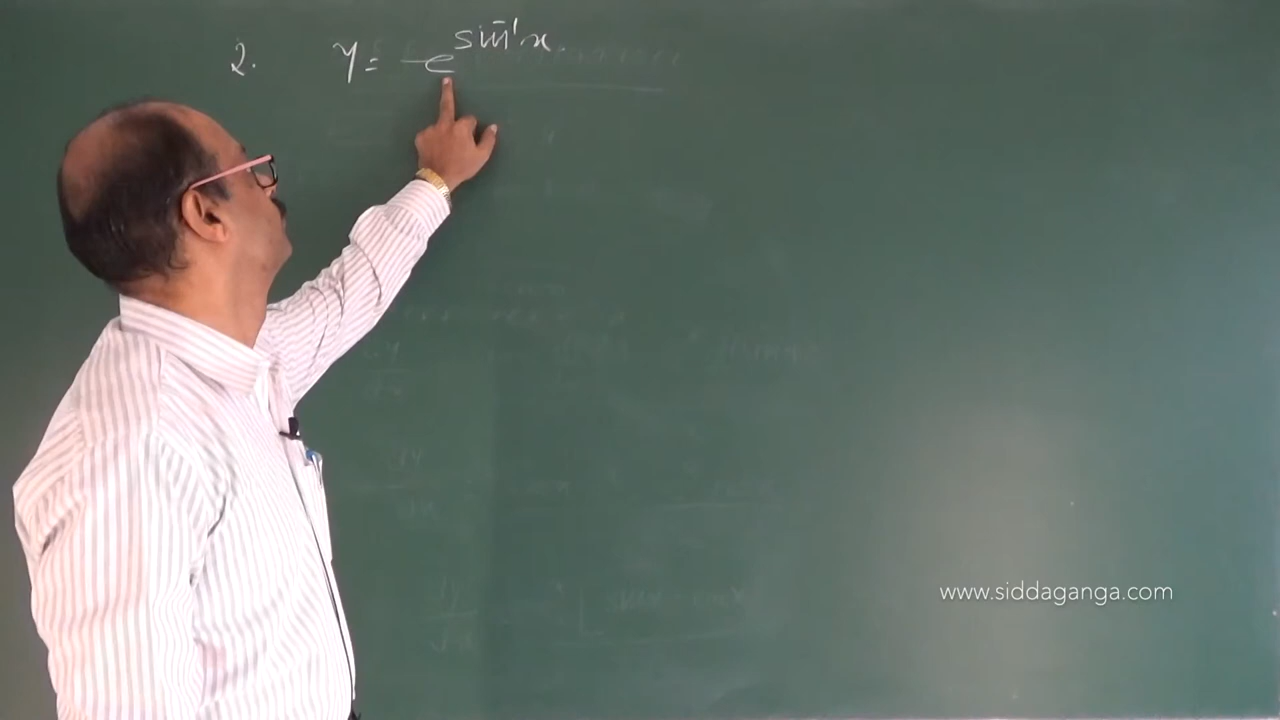 2. y = e^{sin⁻¹x}
www.siddaganga.com